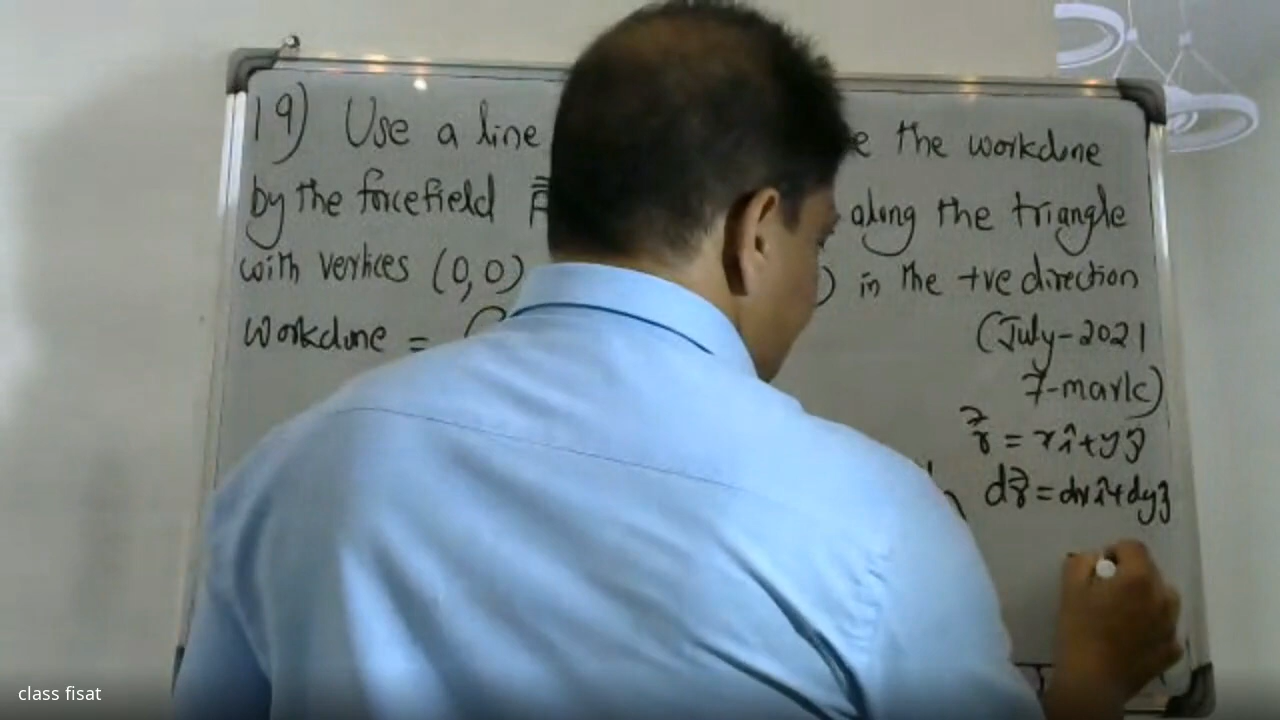 19) Use a line e the workdone
by the forcefield F along the triangle
with vertices (0,0) ) in the +ve direction
workdone = (July-2021
7-mark)
r⃗ = xî+yĵ
dr⃗ = dxî+dyĵ
class fisat